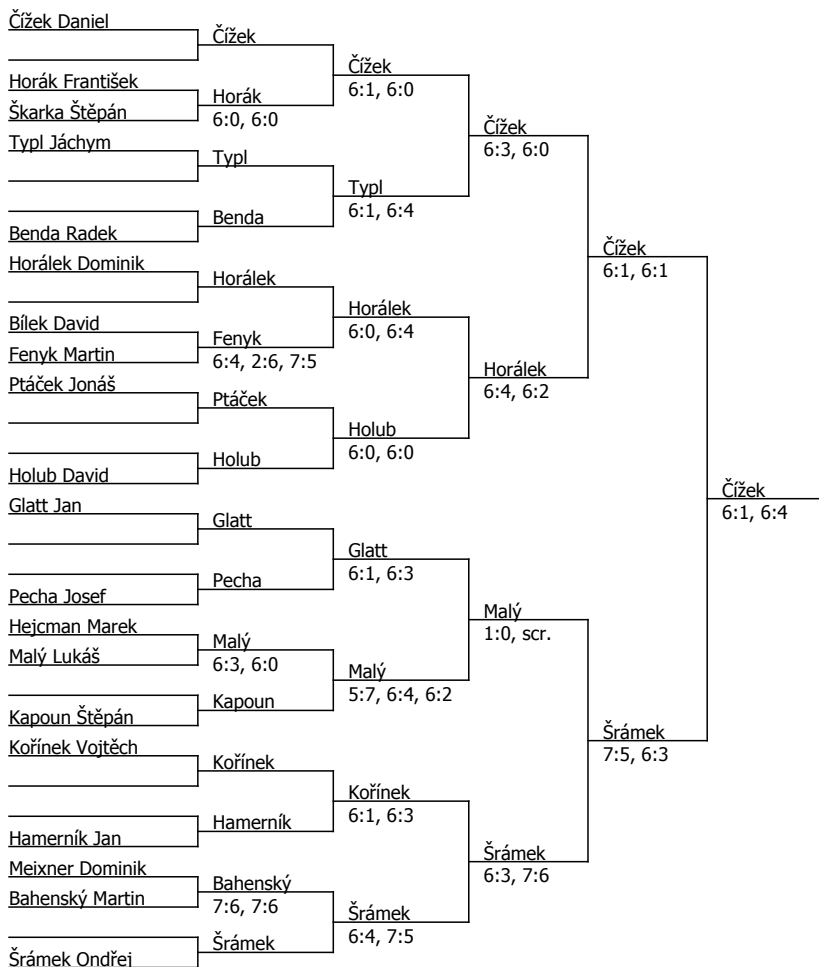 Čížek Daniel
Čížek
Čížek
6:1, 6:0
Horák František
Horák
6:0, 6:0
Škarka Štěpán
Čížek
6:3, 6:0
Typl Jáchym
Typl
Typl
6:1, 6:4
Benda
Benda Radek
Čížek
6:1, 6:1
Horálek Dominik
Horálek
Horálek
6:0, 6:4
Bílek David
Fenyk
6:4, 2:6, 7:5
Fenyk Martin
Horálek
6:4, 6:2
Ptáček Jonáš
Ptáček
Holub
6:0, 6:0
Holub
Holub David
Čížek
6:1, 6:4
Glatt Jan
Glatt
Glatt
6:1, 6:3
Pecha
Pecha Josef
Malý
1:0, scr.
Hejcman Marek
Malý
6:3, 6:0
Malý Lukáš
Malý
5:7, 6:4, 6:2
Kapoun
Kapoun Štěpán
Šrámek
7:5, 6:3
Kořínek Vojtěch
Kořínek
Kořínek
6:1, 6:3
Hamerník
Hamerník Jan
Šrámek
6:3, 7:6
Meixner Dominik
Bahenský
7:6, 7:6
Bahenský Martin
Šrámek
6:4, 7:5
Šrámek
Šrámek Ondřej